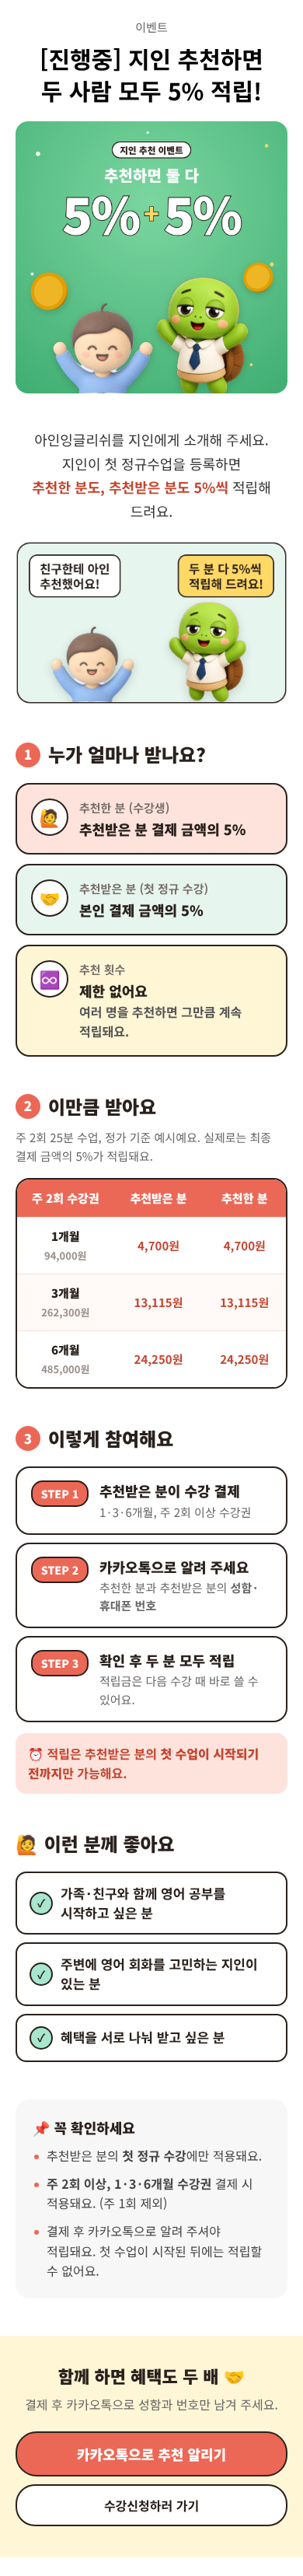 이벤트
[진행중] 지인 추천하면
두 사람 모두 5% 적립!
지인 추천 이벤트
추천하면 둘 다
5%+5%
아인잉글리쉬를 지인에게 소개해 주세요.
지인이 첫 정규수업을 등록하면
추천한 분도, 추천받은 분도 5%씩 적립해
드려요.
친구한테 아인
추천했어요!
두 분 다 5%씩
적립해 드려요!
1 누가 얼마나 받나요?
추천한 분 (수강생)
추천받은 분 결제 금액의 5%
추천받은 분 (첫 정규 수강)
본인 결제 금액의 5%
추천 횟수
제한 없어요
여러 명을 추천하면 그만큼 계속
적립돼요.
2 이만큼 받아요
주 2회 25분 수업, 정가 기준 예시예요. 실제로는 최종
결제 금액의 5%가 적립돼요.
주 2회 수강권 추천받은 분 추천한 분
1개월
94,000원 4,700원 4,700원
3개월
262,300원 13,115원 13,115원
6개월
485,000원 24,250원 24,250원
3 이렇게 참여해요
STEP 1 추천받은 분이 수강 결제
1·3·6개월, 주 2회 이상 수강권
STEP 2 카카오톡으로 알려 주세요
추천한 분과 추천받은 분의 성함·
휴대폰 번호
STEP 3 확인 후 두 분 모두 적립
적립금은 다음 수강 때 바로 쓸 수
있어요.
⏰ 적립은 추천받은 분의 첫 수업이 시작되기
전까지만 가능해요.
🙋 이런 분께 좋아요
✓ 가족·친구와 함께 영어 공부를
시작하고 싶은 분
✓ 주변에 영어 회화를 고민하는 지인이
있는 분
✓ 혜택을 서로 나눠 받고 싶은 분
📌 꼭 확인하세요
• 추천받은 분의 첫 정규 수강에만 적용돼요.
• 주 2회 이상, 1·3·6개월 수강권 결제 시
적용돼요. (주 1회 제외)
• 결제 후 카카오톡으로 알려 주셔야
적립돼요. 첫 수업이 시작된 뒤에는 적립할
수 없어요.
함께 하면 혜택도 두 배 🤝
결제 후 카카오톡으로 성함과 번호만 남겨 주세요.
카카오톡으로 추천 알리기
수강신청하러 가기